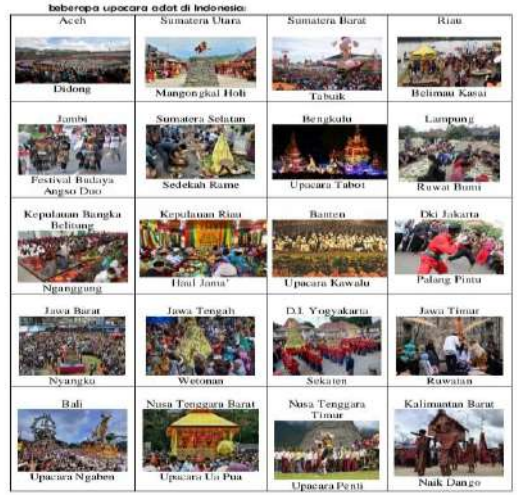 beberapa upacara adat di Indonesia:
Aceh
Didong
Sumatera Utara
Mangongkal Holi
Sumatera Barat
Tabuik
Riau
Belimau Kasai
Jambi
Festival Budaya
Angso Duo
Sumatera Selatan
Sedekah Rame
Bengkulu
Upacara Tabot
Lampung
Ruwat Bumi
Kepulauan Bangka
Belitung
Nganggung
Kepulauan Riau
Haul Jama'
Banten
Upacara Kawalu
Dki Jakarta
Palang Pintu
Jawa Barat
Nyangku
Jawa Tengah
Wetonan
D.I. Yogyakarta
Sekaten
Jawa Timur
Ruwatan
Bali
Upacara Ngaben
Nusa Tenggara Barat
Upacara Ua Pua
Nusa Tenggara
Timur
Upacara Penti
Kalimantan Barat
Naik Dango